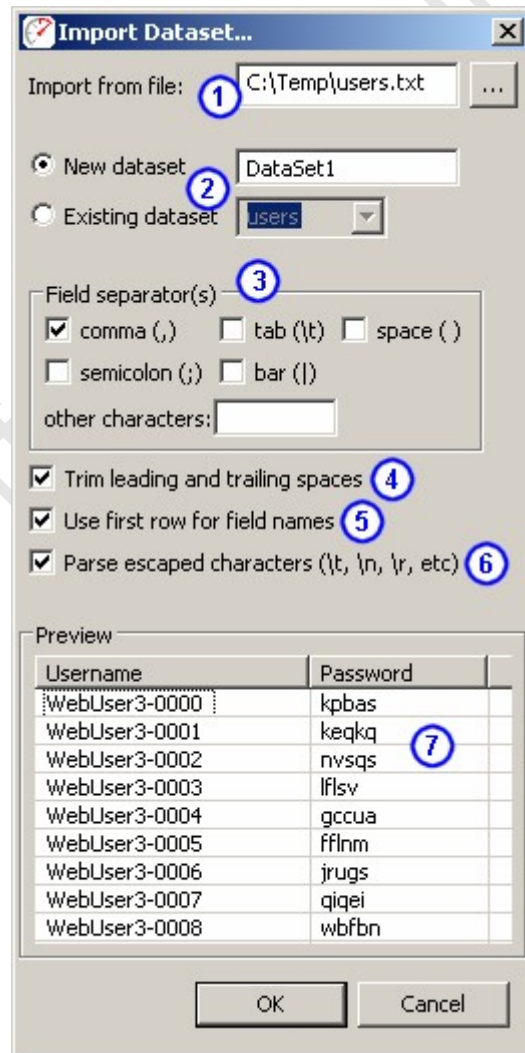 Import Dataset...
Import from file: 1 C:\Temp\users.txt ...
New dataset DataSet1
2
Existing dataset users
3
Field separator(s)
comma (,) tab (\t) space ( )
semicolon (;) bar (|)
other characters:
Trim leading and trailing spaces 4
Use first row for field names 5
Parse escaped characters (\t, \n, \r, etc) 6
Preview
Username Password
WebUser3-0000 kpbas
WebUser3-0001 keqkq
7
WebUser3-0002 nvsqs
WebUser3-0003 lflsv
WebUser3-0004 gccua
WebUser3-0005 fflnm
WebUser3-0006 jrugs
WebUser3-0007 qiqei
WebUser3-0008 wbfbn
OK Cancel